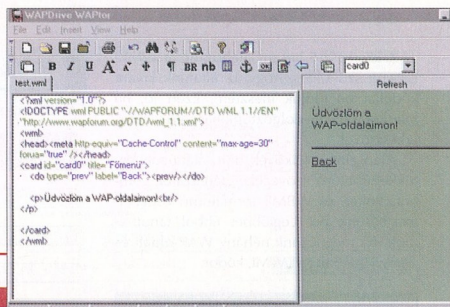 WAPDrive WAPtor
File Edit Insert View Help
B I U A A ¶ BR nb OK card0
test.wml
Refresh
<?xml version="1.0"?>
<!DOCTYPE wml PUBLIC "-//WAPFORUM//DTD WML 1.1//EN"
"http://www.wapforum.org/DTD/wml_1.1.xml">
<wml>
<head><meta http-equiv="Cache-Control" content="max-age=30"
forua="true" /></head>
<card id="card0" title="Fömenü">
<do type="prev" label="Back"><prev/></do>
<p>Üdvözlöm a WAP-oldalaimon!<br/>
</p>
</card>
</wml>
Üdvözlöm a
WAP-oldalaimon!
Back